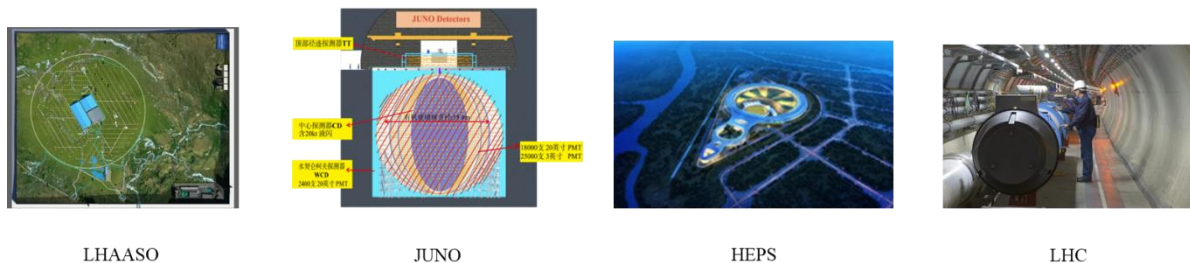 JUNO Detectors
顶部径迹探测器TT
中心探测器CD
含20kt 液闪
水契仑柯夫探测器
WCD
2400支20英寸PMT
18000支 20英寸 PMT
25000支 3英寸 PMT
LHAASO
JUNO
HEPS
LHC